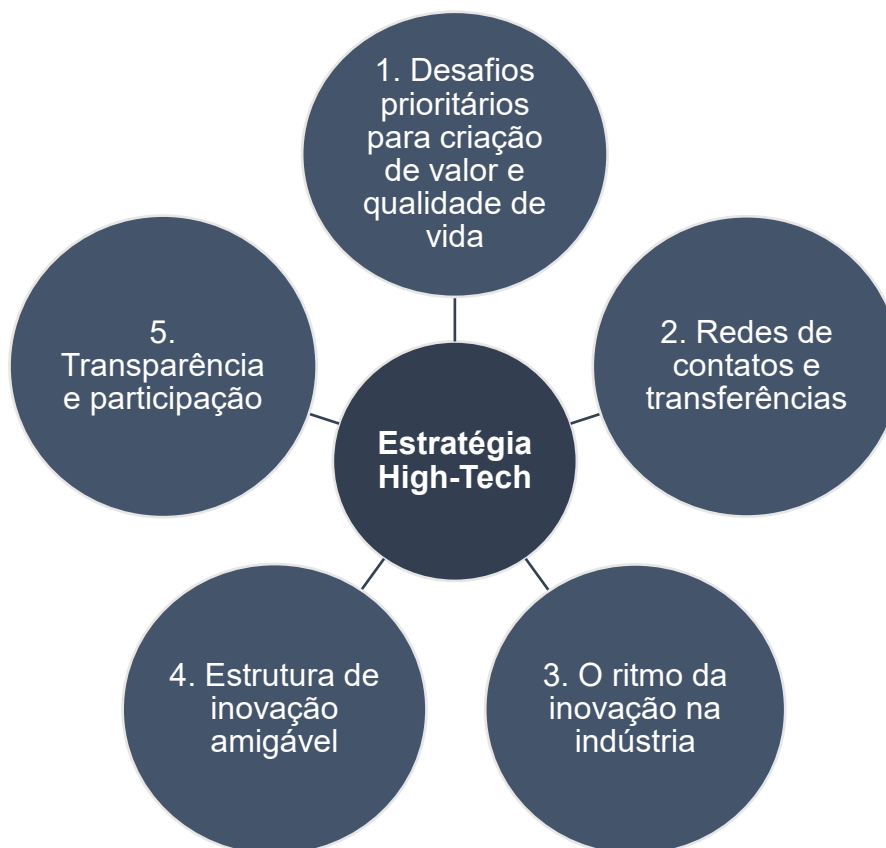 1. Desafios
prioritários
para criação
de valor e
qualidade de
vida
2. Redes de
contatos e
transferências
3. O ritmo da
inovação na
indústria
4. Estrutura de
inovação
amigável
5.
Transparência
e participação
Estratégia
High-Tech